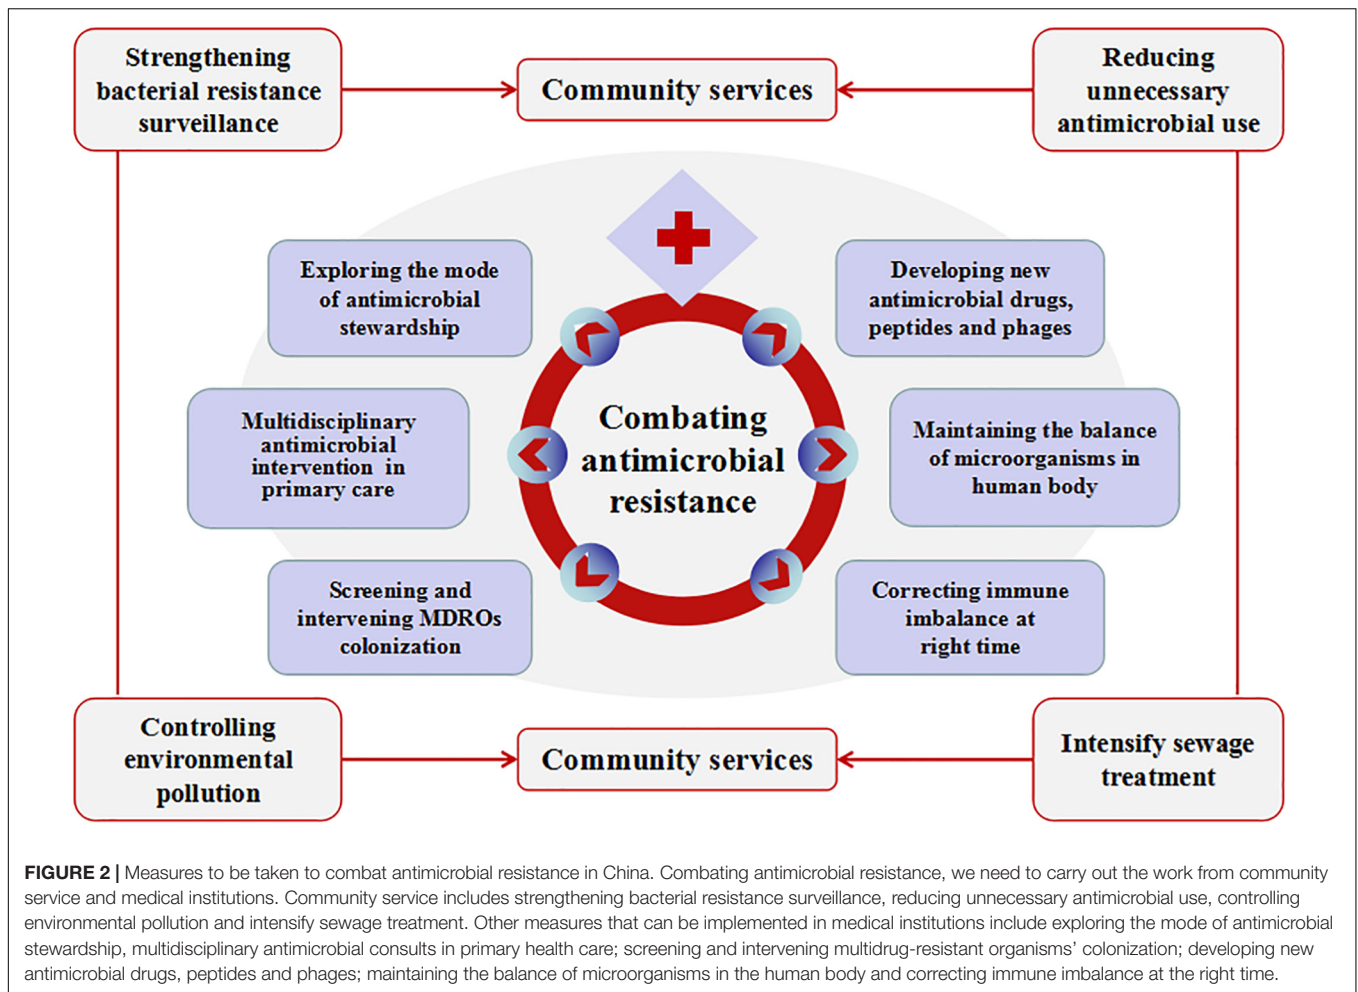 Strengthening
bacterial resistance
surveillance
Community services
Reducing
unnecessary
antimicrobial use
Exploring the mode
of antimicrobial
stewardship
Developing new
antimicrobial drugs,
peptides and phages
Multidisciplinary
antimicrobial
intervention in
primary care
Combating
antimicrobial
resistance
Maintaining the balance
of microorganisms in
human body
Screening and
intervening MDROs
colonization
Correcting immune
imbalance at
right time
Controlling
environmental
pollution
Community services
Intensify sewage
treatment
FIGURE 2 | Measures to be taken to combat antimicrobial resistance in China. Combating antimicrobial resistance, we need to carry out the work from community
service and medical institutions. Community service includes strengthening bacterial resistance surveillance, reducing unnecessary antimicrobial use, controlling
environmental pollution and intensify sewage treatment. Other measures that can be implemented in medical institutions include exploring the mode of antimicrobial
stewardship, multidisciplinary antimicrobial consults in primary health care; screening and intervening multidrug-resistant organisms' colonization; developing new
antimicrobial drugs, peptides and phages; maintaining the balance of microorganisms in the human body and correcting immune imbalance at the right time.